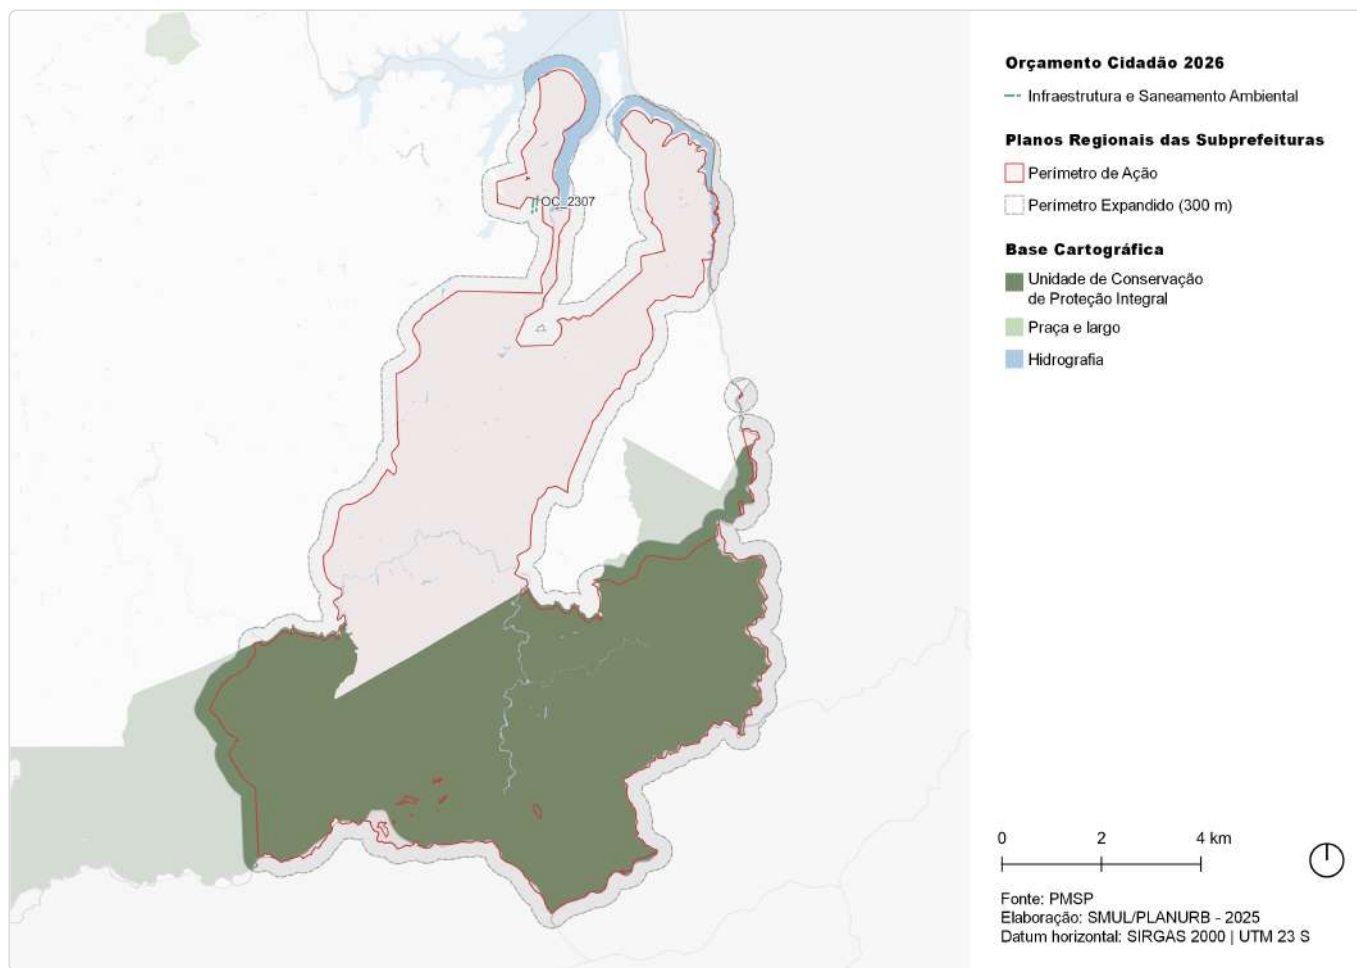 OC_2307
Orçamento Cidadão 2026
Infraestrutura e Saneamento Ambiental
Planos Regionais das Subprefeituras
Perímetro de Ação
Perímetro Expandido (300 m)
Base Cartográfica
Unidade de Conservação
de Proteção Integral
Praça e largo
Hidrografia
0 2 4 km
Fonte: PMSP
Elaboração: SMUL/PLANURB - 2025
Datum horizontal: SIRGAS 2000 | UTM 23 S